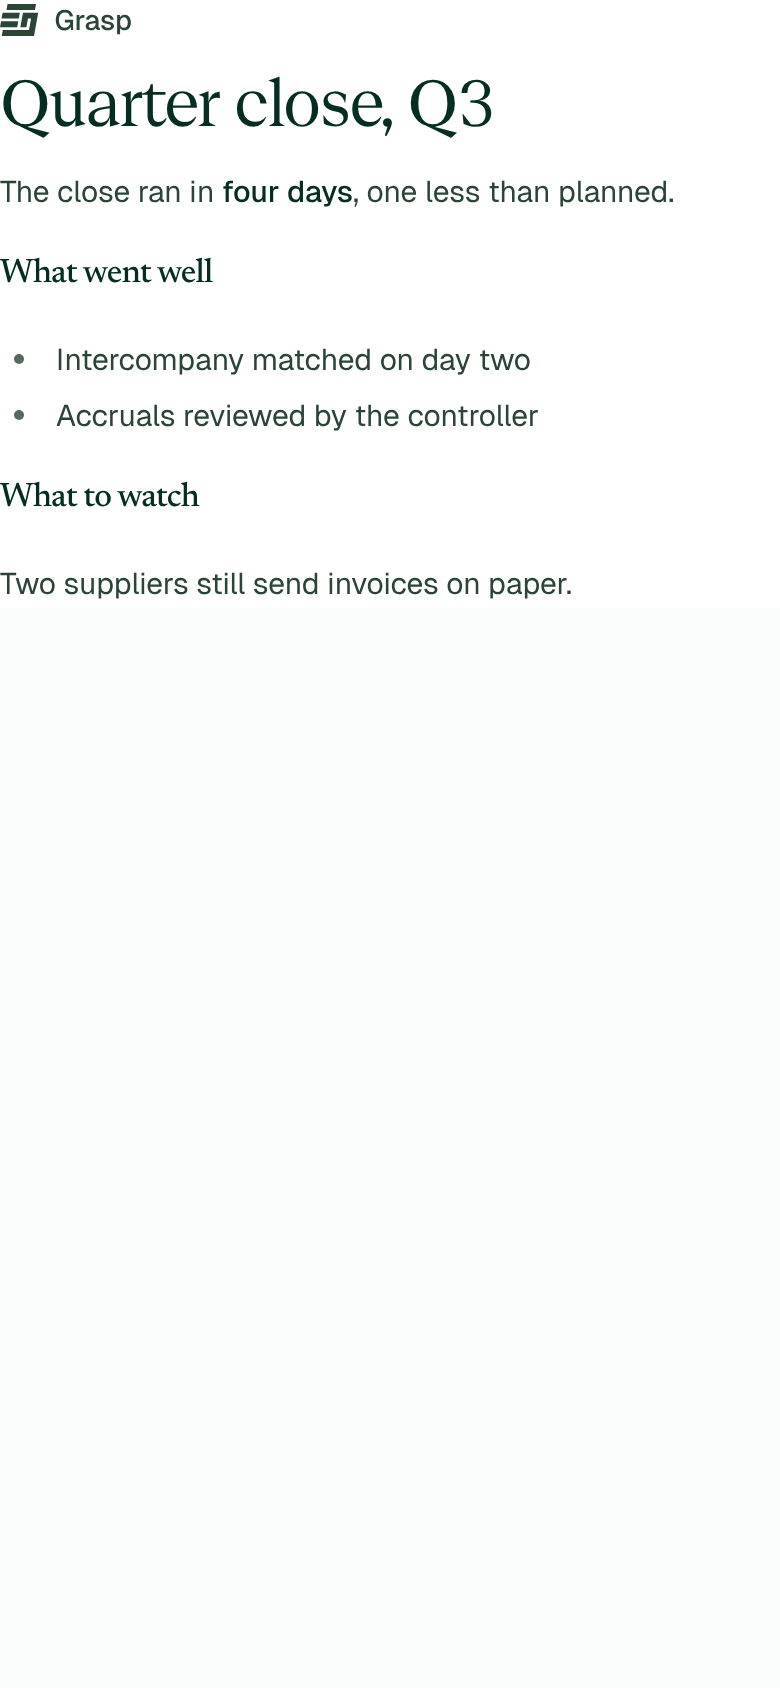 Grasp
Quarter close, Q3
The close ran in four days, one less than planned.
What went well
• Intercompany matched on day two
• Accruals reviewed by the controller
What to watch
Two suppliers still send invoices on paper.